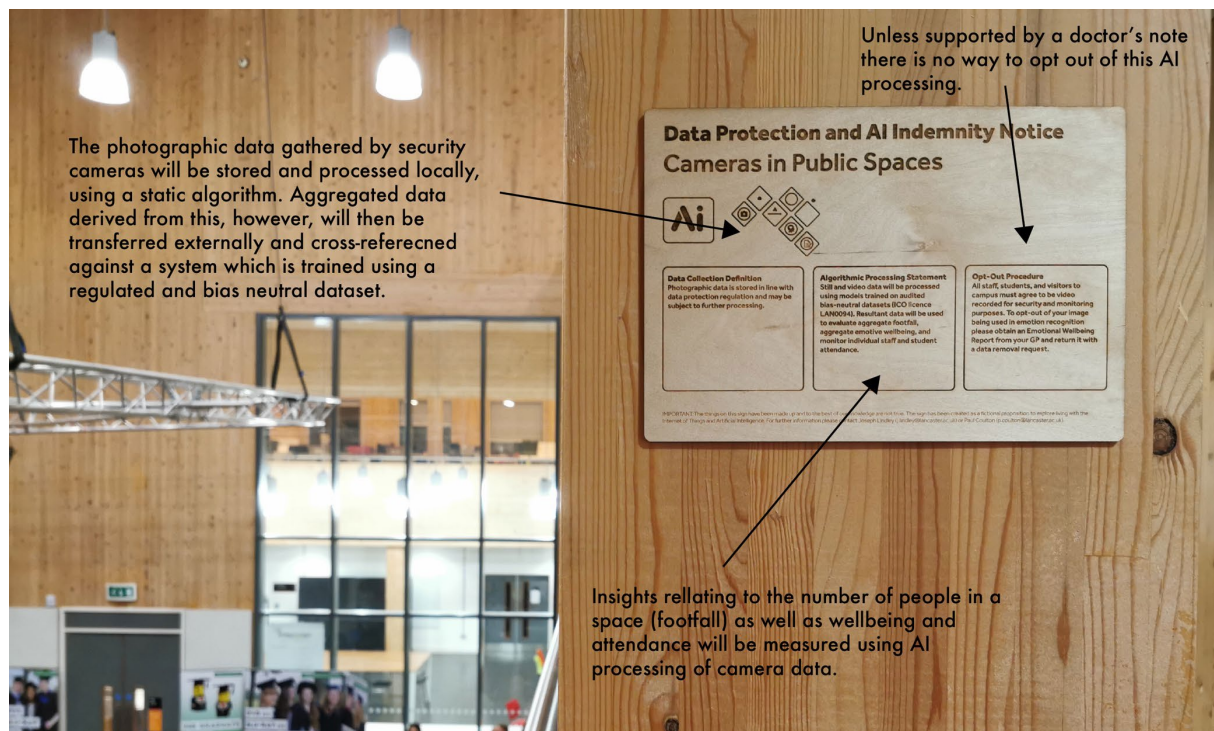 Unless supported by a doctor's note
there is no way to opt out of this AI
processing.
The photographic data gathered by security
cameras will be stored and processed locally,
using a static algorithm. Aggregated data
derived from this, however, will then be
transferred externally and cross-referecned
against a system which is trained using a
regulated and bias neutral dataset.
Data Protection and AI Indemnity Notice
Cameras in Public Spaces
Ai
Data Collection Definition
Photographic data is stored in line with
data protection regulation and may be
subject to further processing.
Algorithmic Processing Statement
Still and video data will be processed
using models trained on audited
bias-neutral datasets (ICO licence
LAN0094). Resultant data will be used
to evaluate aggregate footfall,
aggregate emotive wellbeing, and
monitor individual staff and student
attendance.
Opt-Out Procedure
All staff, students, and visitors to
campus must agree to be video
recorded for security and monitoring
purposes. To opt-out of your image
being used in emotion recognition
please obtain an Emotional Wellbeing
Report from your GP and return it with
a data removal request.
Insights rellating to the number of people in a
space (footfall) as well as wellbeing and
attendance will be measured using AI
processing of camera data.